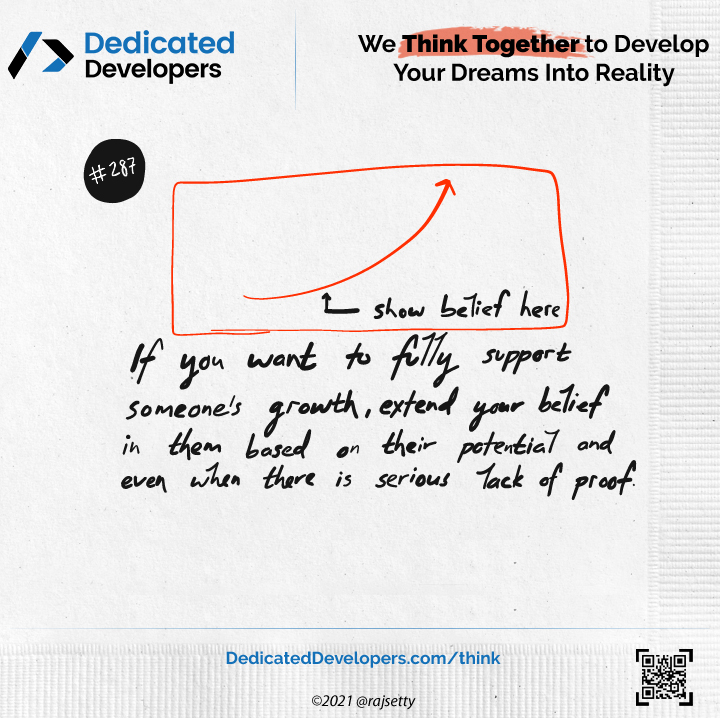 Dedicated
Developers
We Think Together to Develop
Your Dreams Into Reality
#287
show belief here
If you want to fully support
someone's growth, extend your belief
in them based on their potential and
even when there is serious lack of proof.
DedicatedDevelopers.com/think
©2021 @rajsetty